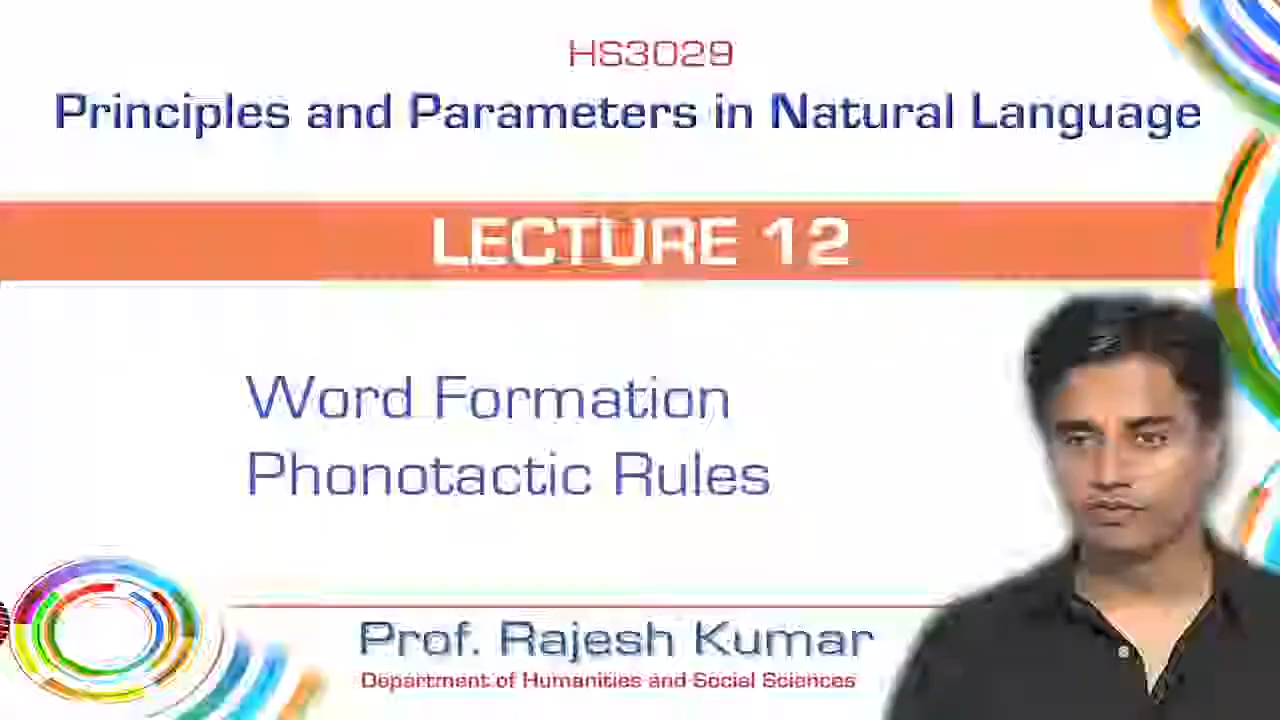 HS3029
Principles and Parameters in Natural Language
LECTURE 12
Word Formation
Phonotactic Rules
Prof. Rajesh Kumar
Department of Humanities and Social Sciences